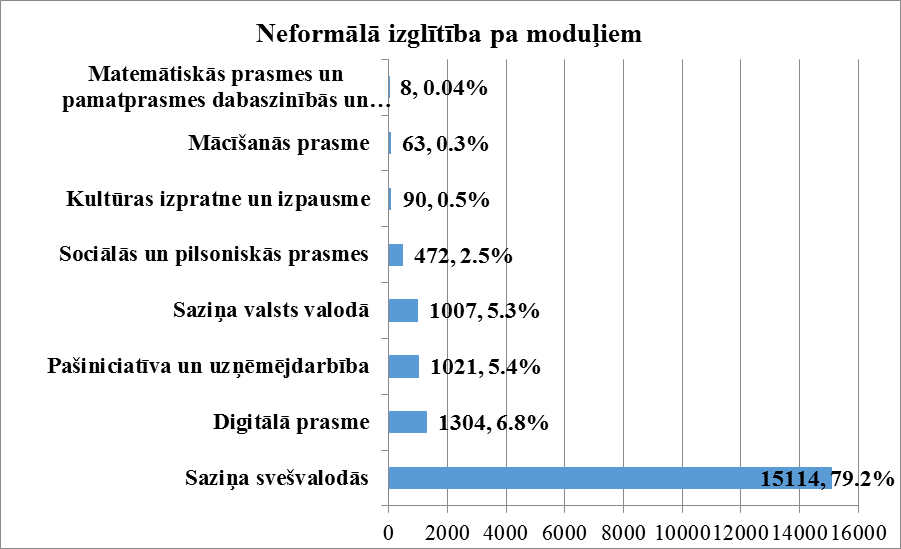 Neformālā izglītība pa moduļiem
Matemātiskās prasmes un
pamatprasmes dabaszinībās un…
8, 0.04%
Mācīšanās prasme
63, 0.3%
Kultūras izpratne un izpausme
90, 0.5%
Sociālās un pilsoniskās prasmes
472, 2.5%
Saziņa valsts valodā
1007, 5.3%
Pašiniciatīva un uzņēmējdarbība
1021, 5.4%
Digitālā prasme
1304, 6.8%
Saziņa svešvalodās
15114, 79.2%
0 2000 4000 6000 8000 10000 12000 14000 16000